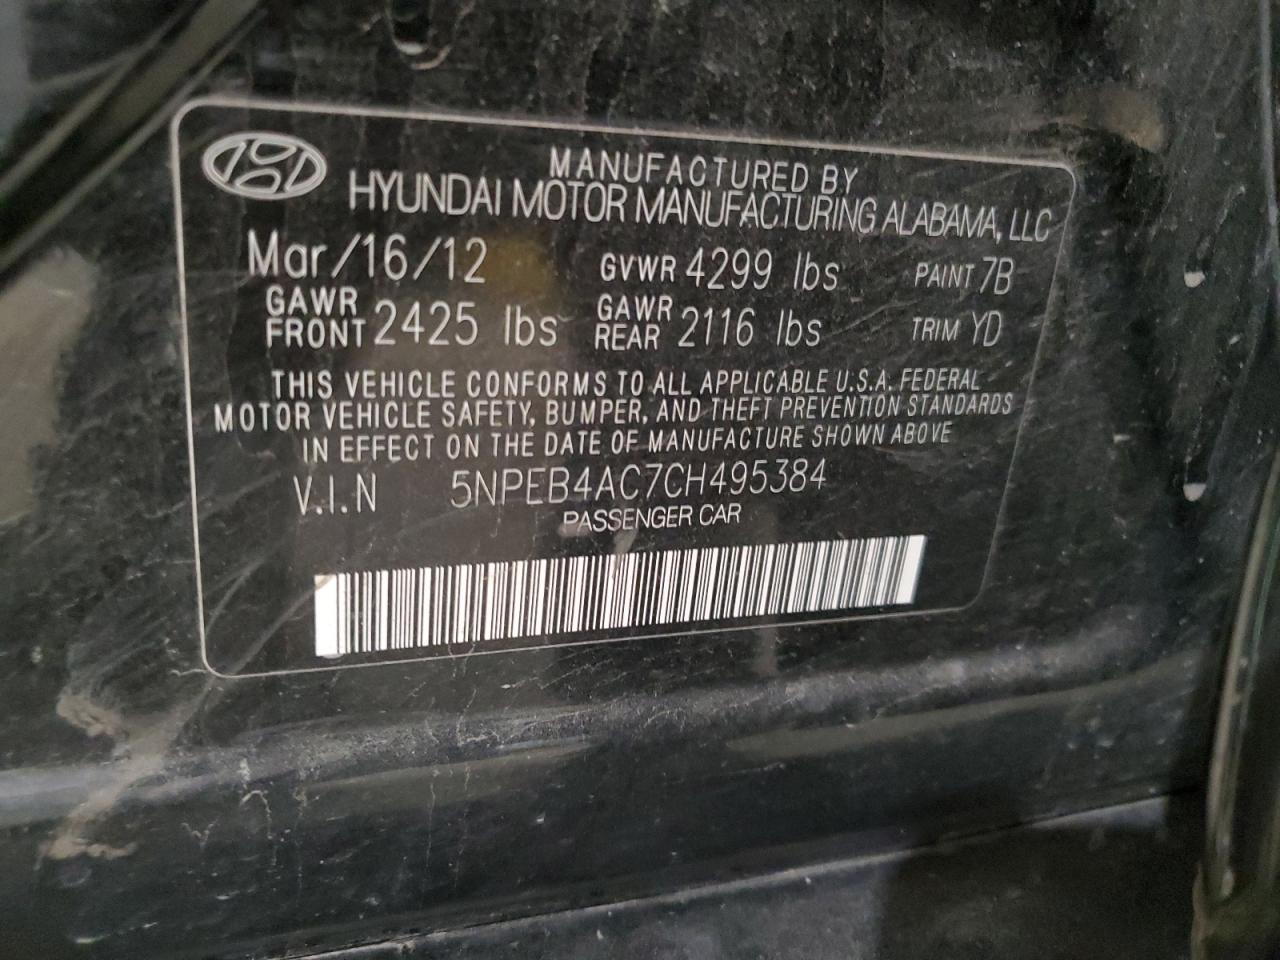 MANUFACTURED BY
HYUNDAI MOTOR MANUFACTURING ALABAMA, LLC
Mar/16/12 GVWR 4299 lbs PAINT 7B
GAWR FRONT 2425 lbs GAWR REAR 2116 lbs TRIM YD
THIS VEHICLE CONFORMS TO ALL APPLICABLE U.S.A. FEDERAL
MOTOR VEHICLE SAFETY, BUMPER, AND THEFT PREVENTION STANDARDS
IN EFFECT ON THE DATE OF MANUFACTURE SHOWN ABOVE
V.I.N 5NPEB4AC7CH495384
PASSENGER CAR